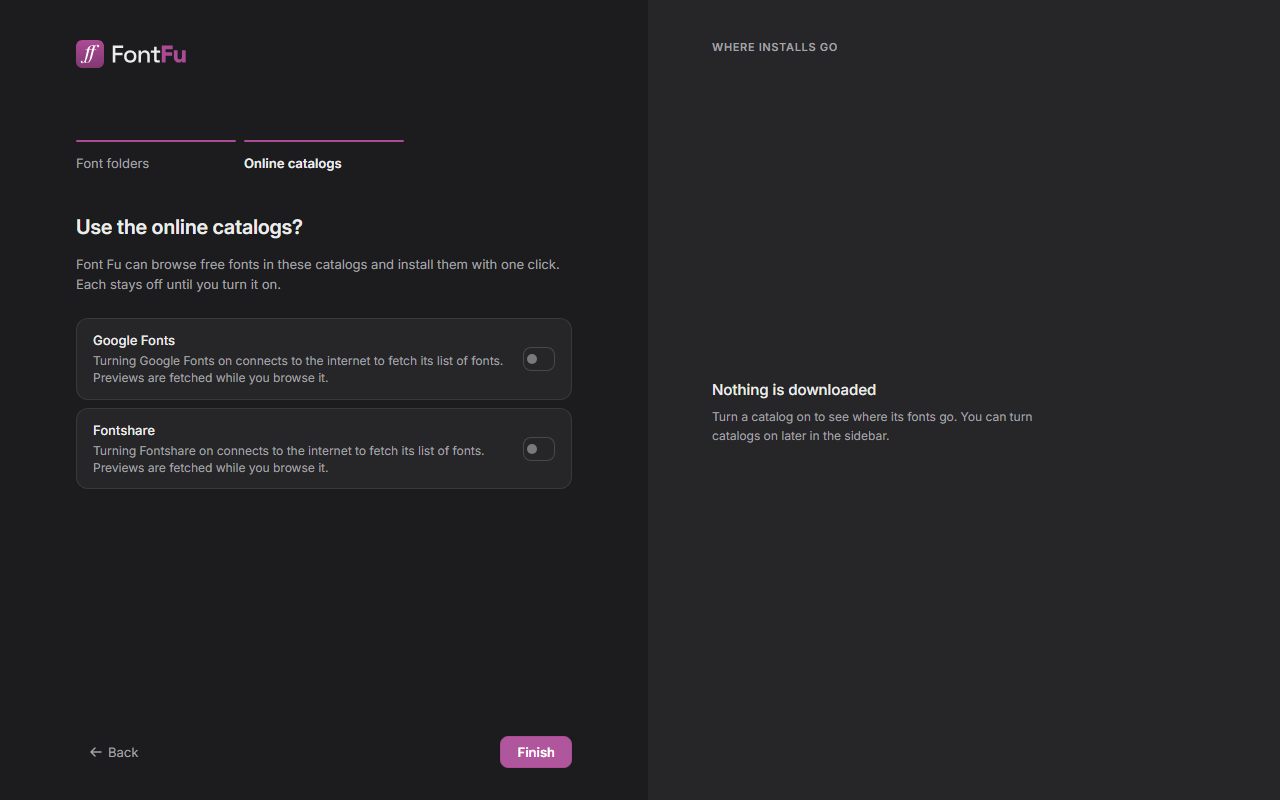 ff FontFu
Font folders
Online catalogs
Use the online catalogs?
Font Fu can browse free fonts in these catalogs and install them with one click.
Each stays off until you turn it on.
Google Fonts
Turning Google Fonts on connects to the internet to fetch its list of fonts.
Previews are fetched while you browse it.
Fontshare
Turning Fontshare on connects to the internet to fetch its list of fonts.
Previews are fetched while you browse it.
← Back
Finish
WHERE INSTALLS GO
Nothing is downloaded
Turn a catalog on to see where its fonts go. You can turn
catalogs on later in the sidebar.